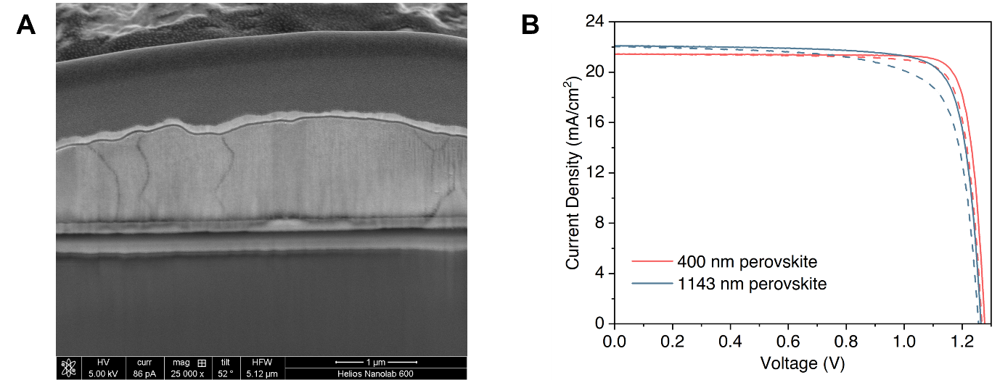 A
HV curr mag tilt HFW 1 μm
5.00 kV 86 pA 25 000 x 52 ° 5.12 μm Helios Nanolab 600
B
24
20
16
12
8
4
0
Current Density (mA/cm²)
400 nm perovskite
1143 nm perovskite
0.0 0.2 0.4 0.6 0.8 1.0 1.2
Voltage (V)